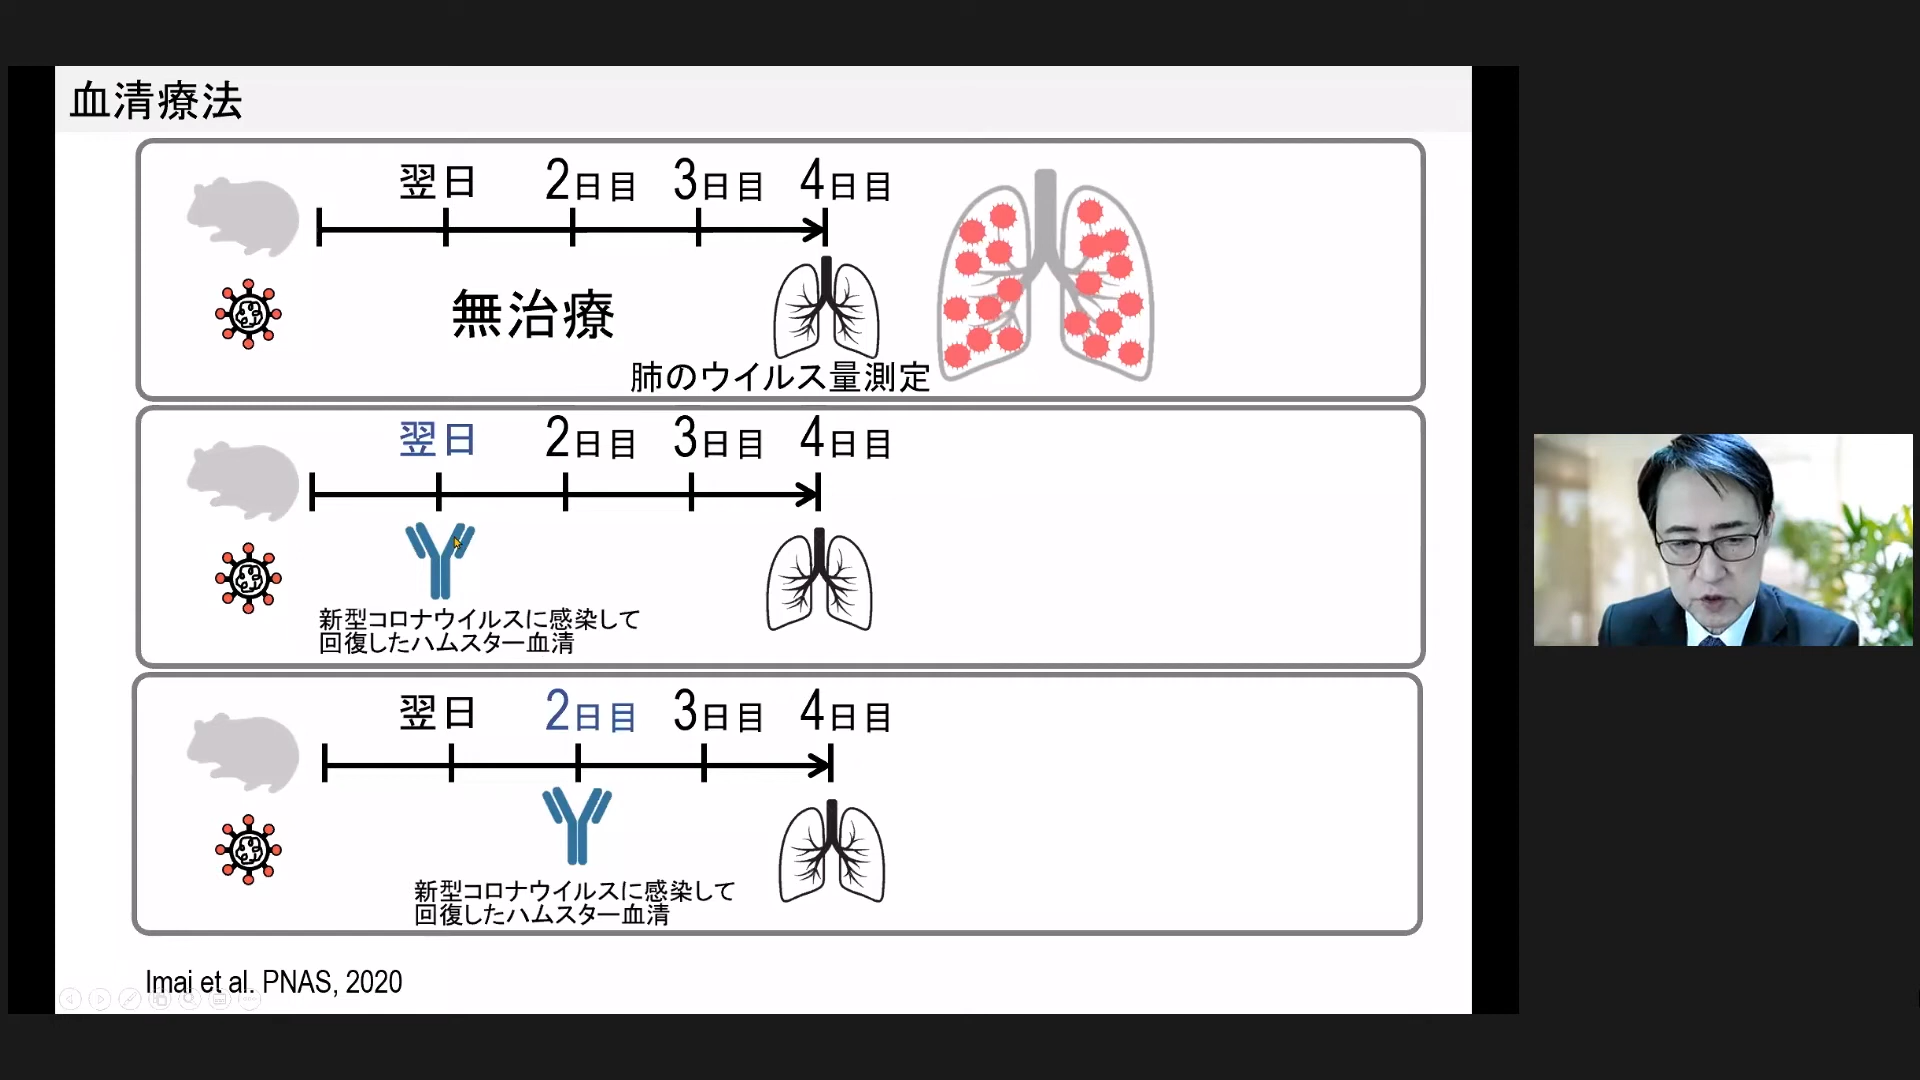 血清療法
翌日 2日目 3日目 4日目
無治療
肺のウイルス量測定
翌日 2日目 3日目 4日目
新型コロナウイルスに感染して
回復したハムスター血清
翌日 2日目 3日目 4日目
新型コロナウイルスに感染して
回復したハムスター血清
Imai et al. PNAS, 2020